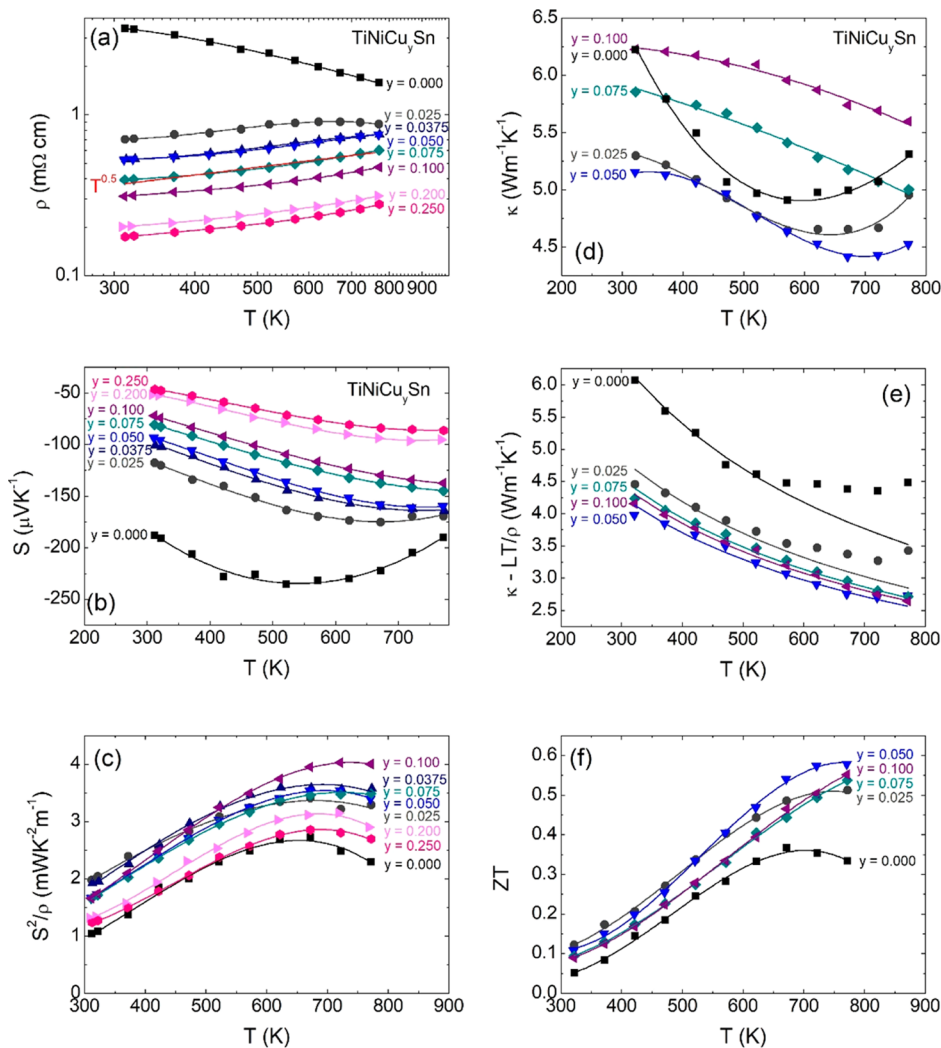 (a)
TiNiCu_ySn
y = 0.000
y = 0.025
y = 0.0375
y = 0.050
y = 0.075
y = 0.100
y = 0.200
y = 0.250
T^0.5
1
0.1
ρ (mΩ cm)
300 400 500 600 700 800 900
T (K)
TiNiCu_ySn
y = 0.100
y = 0.000
y = 0.075
y = 0.025
y = 0.050
(d)
6.5
6.0
5.5
5.0
4.5
κ (Wm^-1K^-1)
200 300 400 500 600 700 800
T (K)
TiNiCu_ySn
y = 0.250
y = 0.200
y = 0.100
y = 0.075
y = 0.050
y = 0.0375
y = 0.025
y = 0.000
(b)
-50
-100
-150
-200
-250
S (μVK^-1)
200 300 400 500 600 700
T (K)
(e)
y = 0.000
y = 0.025
y = 0.075
y = 0.100
y = 0.050
6.0
5.5
5.0
4.5
4.0
3.5
3.0
2.5
κ - LT/ρ (Wm^-1K^-1)
200 300 400 500 600 700 800
T (K)
(c)
y = 0.100
y = 0.0375
y = 0.075
y = 0.050
y = 0.025
y = 0.200
y = 0.250
y = 0.000
4
3
2
1
0
S^2/ρ (mWK^-2m^-1)
300 400 500 600 700 800 900
T (K)
(f)
y = 0.050
y = 0.100
y = 0.075
y = 0.025
y = 0.000
0.6
0.5
0.4
0.3
0.2
0.1
0.0
ZT
300 400 500 600 700 800 900
T (K)